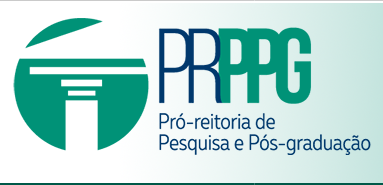 PRPPG
Pró-reitoria de
Pesquisa e Pós-graduação